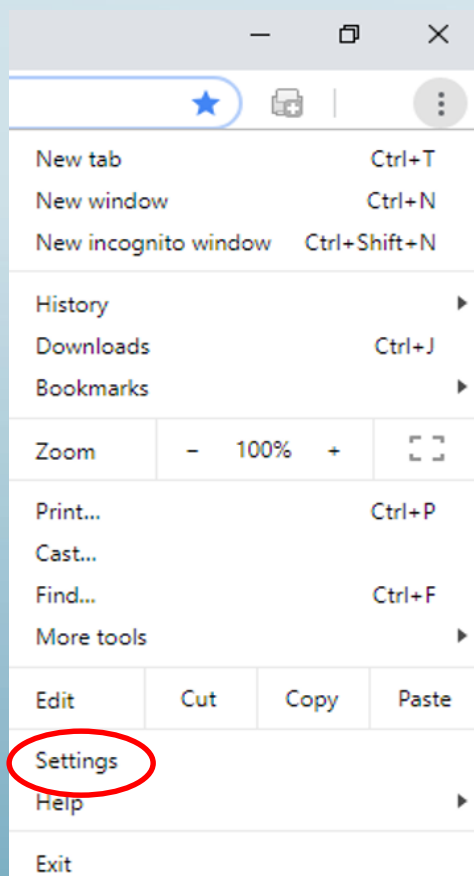 New tab Ctrl+T
New window Ctrl+N
New incognito window Ctrl+Shift+N
History
Downloads Ctrl+J
Bookmarks
Zoom - 100% +
Print... Ctrl+P
Cast...
Find... Ctrl+F
More tools
Edit Cut Copy Paste
Settings
Help
Exit